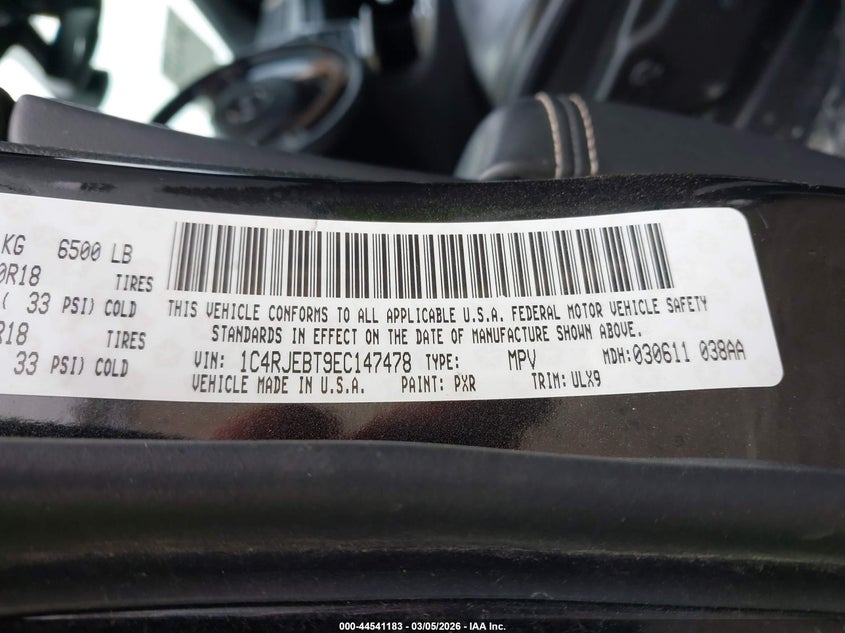 KG 6500 LB
0R18 TIRES
( 33 PSI) COLD
R18 TIRES
33 PSI) COLD
THIS VEHICLE CONFORMS TO ALL APPLICABLE U.S.A. FEDERAL MOTOR VEHICLE SAFETY
STANDARDS IN EFFECT ON THE DATE OF MANUFACTURE SHOWN ABOVE.
VIN: 1C4RJEBT9EC147478 TYPE: MPV MDH:030611 038AA
VEHICLE MADE IN U.S.A. PAINT: PXR TRIM:ULX9
000-44541183 - 03/05/2026 - IAA Inc.